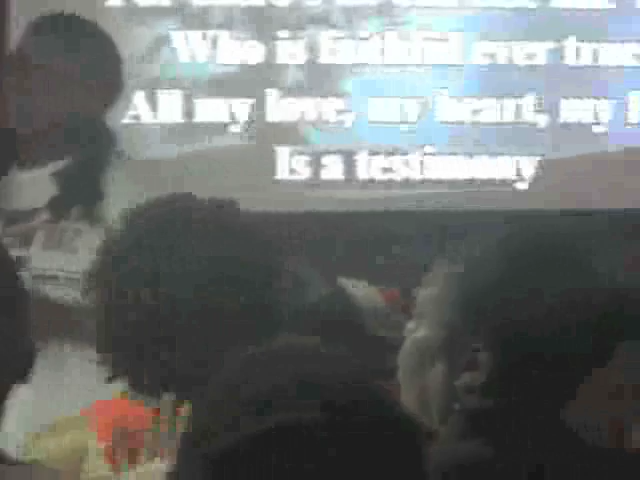 Who is faithful ever true
All my love, my heart, my
Is a testimony